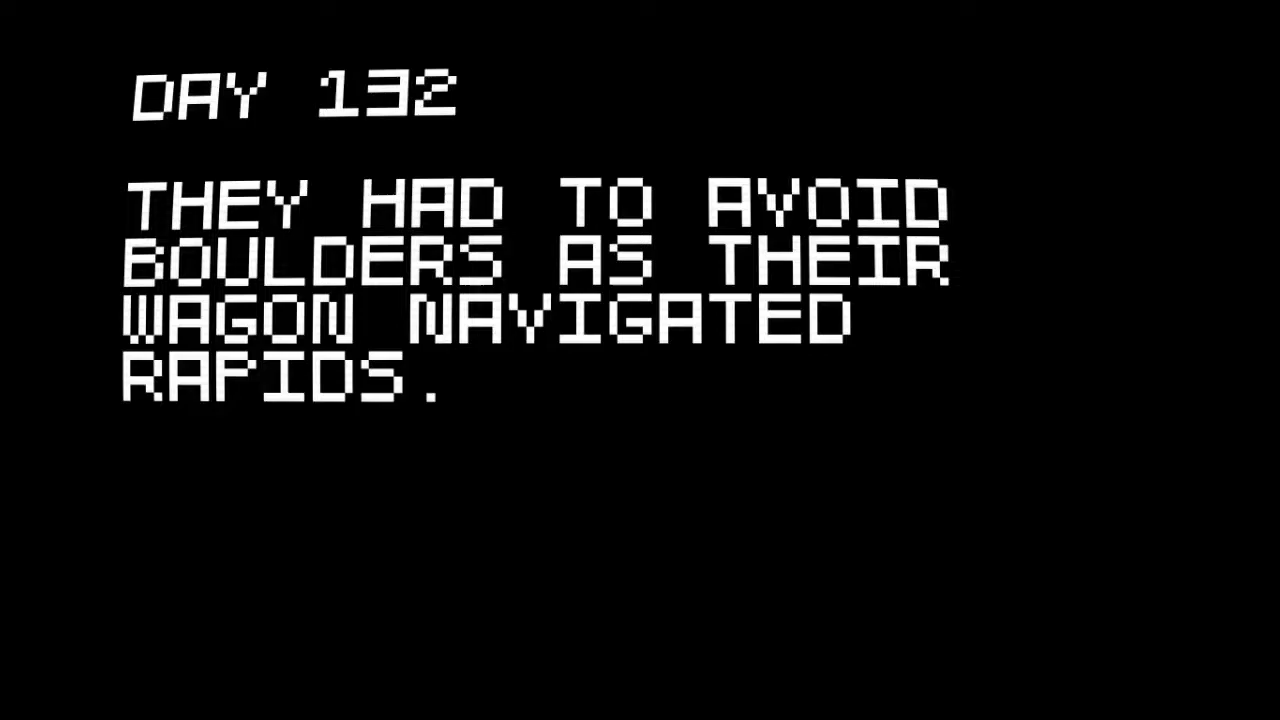 DAY 132
THEY HAD TO AVOID
BOULDERS AS THEIR
WAGON NAVIGATED
RAPIDS.